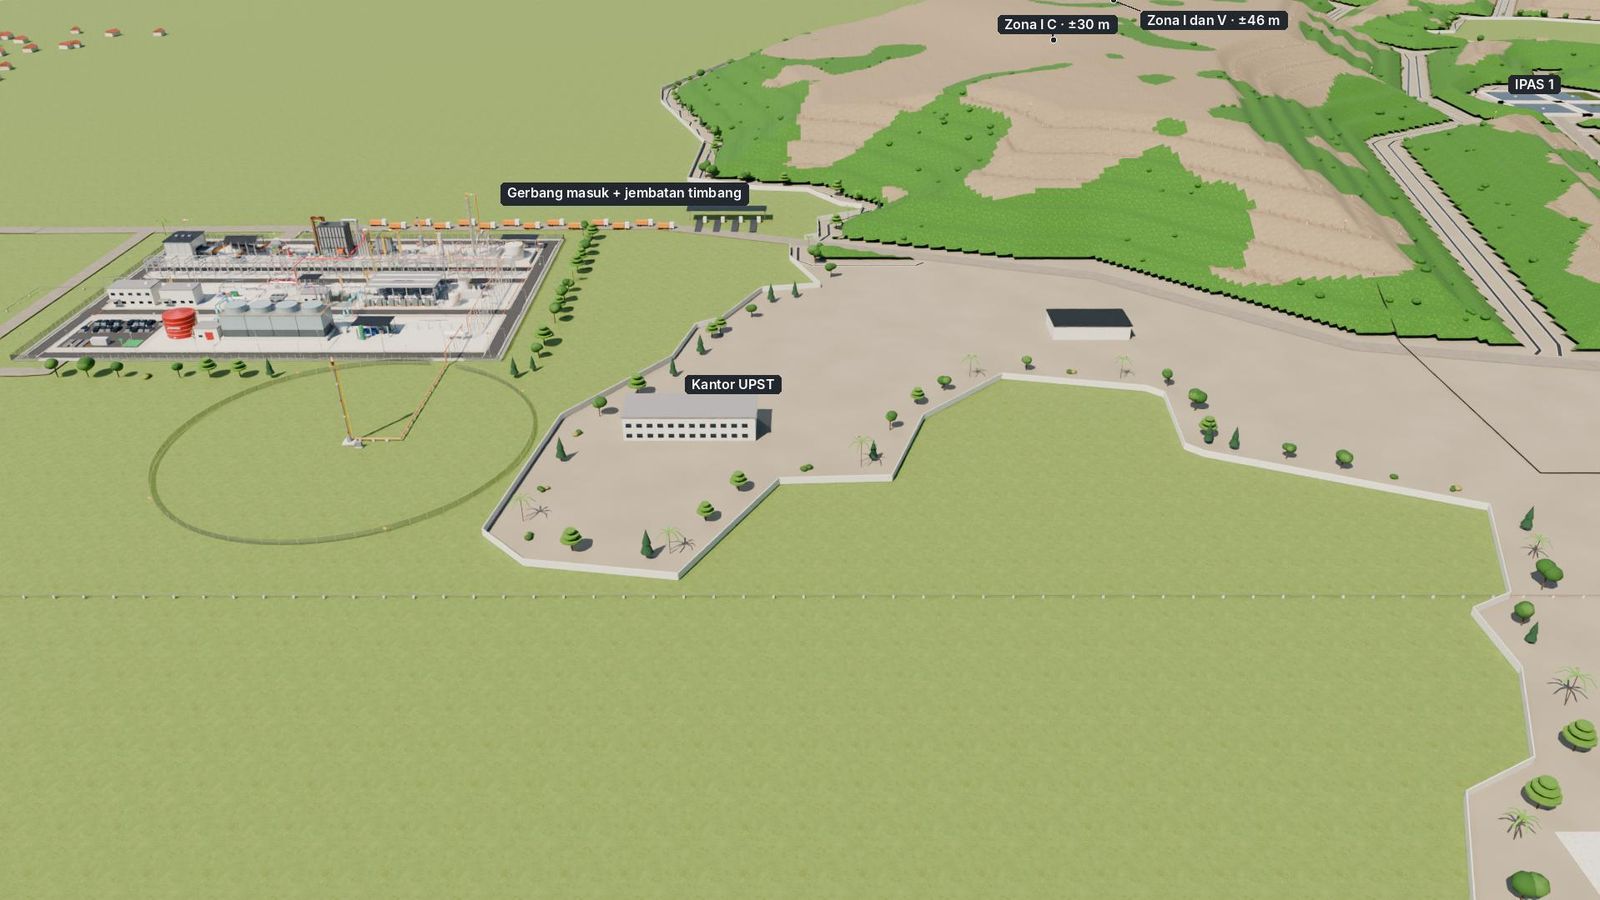 Zona I C · ±30 m
Zona I dan V · ±46 m
IPAS 1
Gerbang masuk + jembatan timbang
Kantor UPST